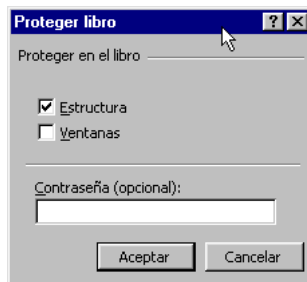 Proteger libro
Proteger en el libro
Estructura
Ventanas
Contraseña (opcional):
Aceptar Cancelar